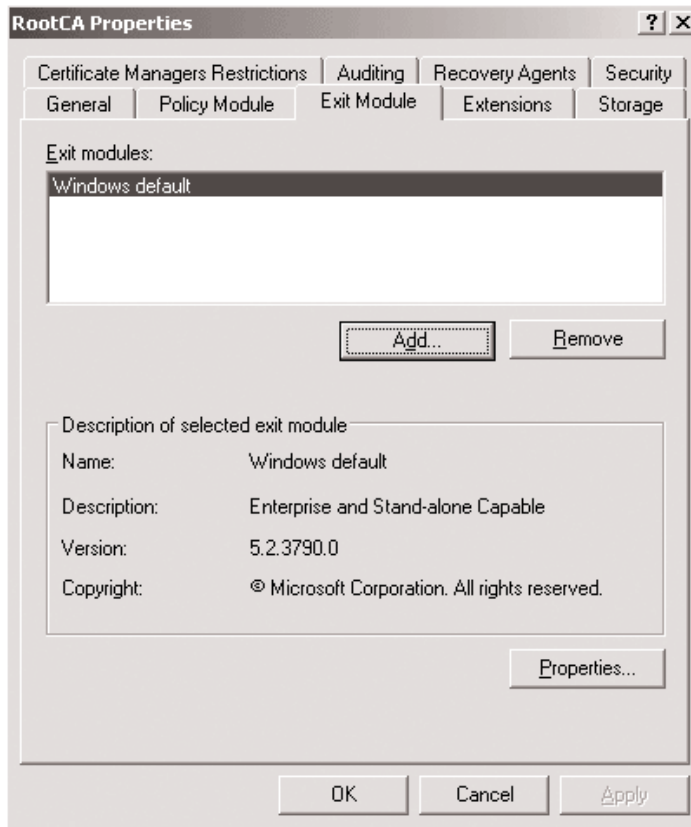 RootCA Properties
? X
Certificate Managers Restrictions Auditing Recovery Agents Security
General Policy Module Exit Module Extensions Storage
Exit modules:
Windows default
Add... Remove
Description of selected exit module
Name: Windows default
Description: Enterprise and Stand-alone Capable
Version: 5.2.3790.0
Copyright: © Microsoft Corporation. All rights reserved.
Properties...
OK Cancel Apply